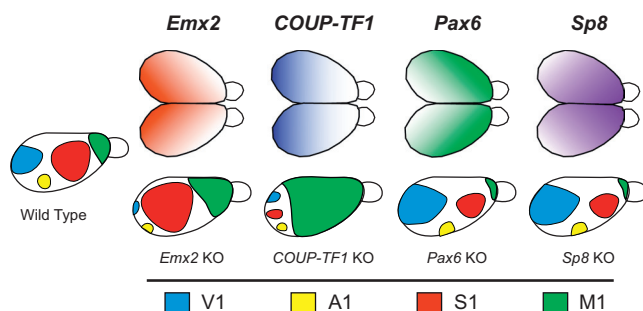 Emx2 COUP-TF1 Pax6 Sp8
Wild Type
Emx2 KO COUP-TF1 KO Pax6 KO Sp8 KO
V1 A1 S1 M1